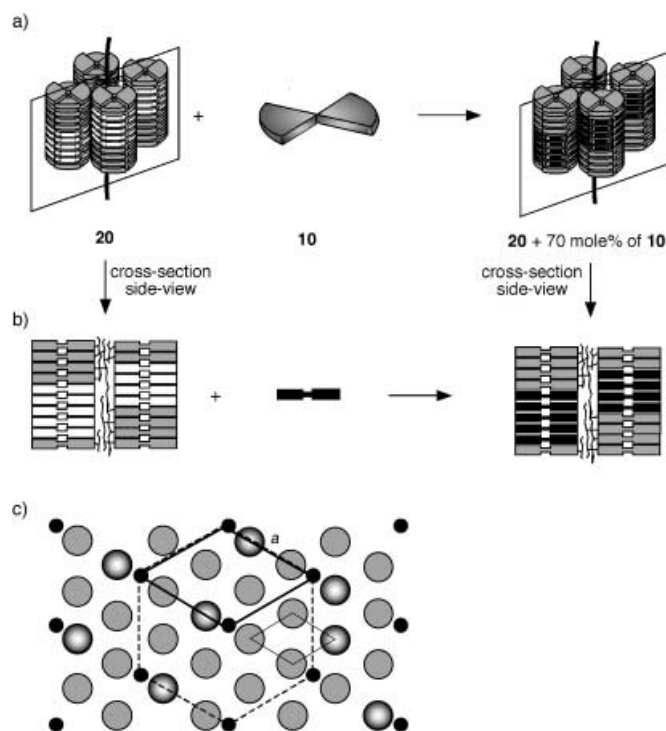 a)
+
20
10
20 + 70 mole% of 10
cross-section
side-view
cross-section
side-view
b)
+
c)
a